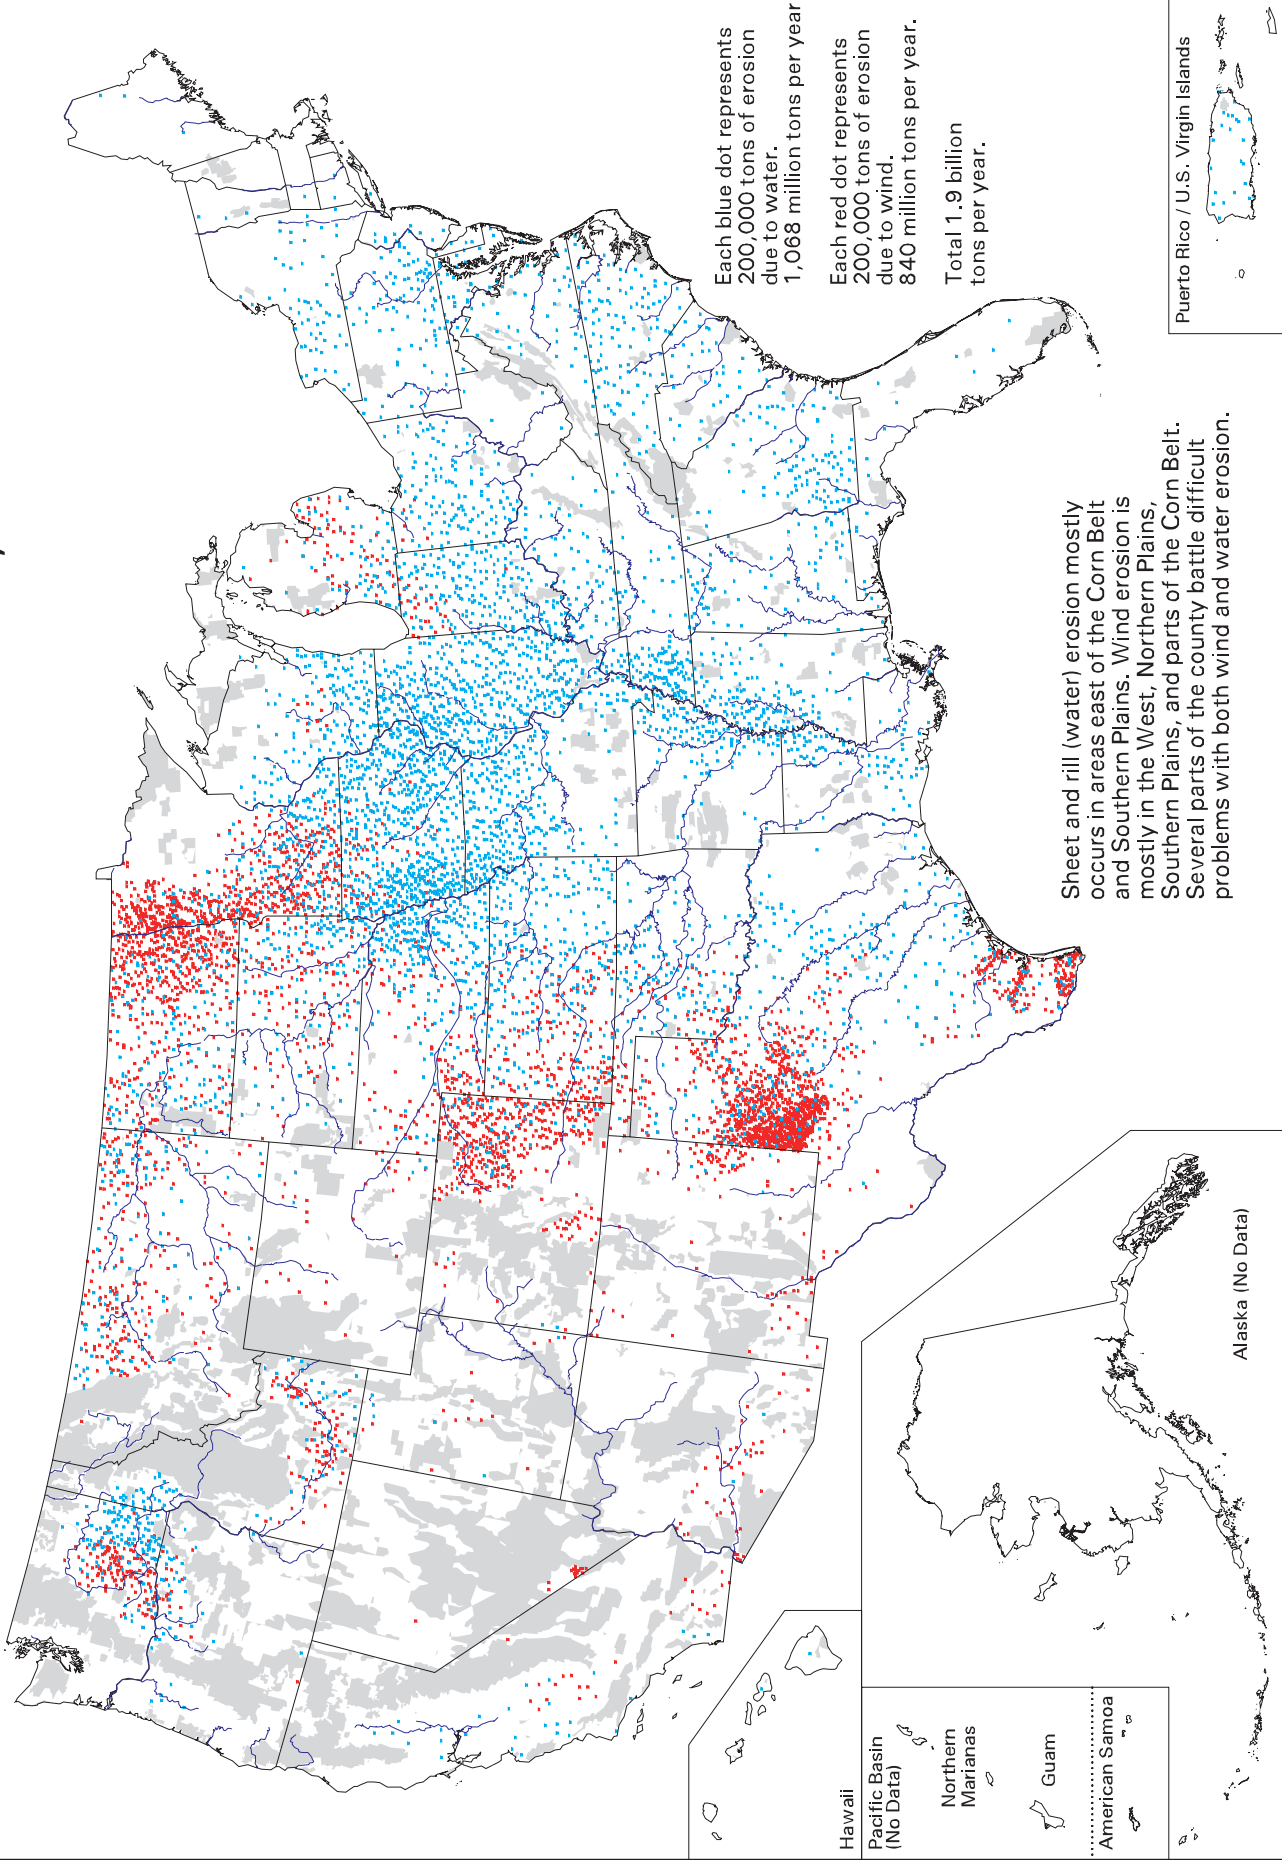 Each blue dot represents
200,000 tons of erosion
due to water.
1,068 million tons per year
Each red dot represents
200,000 tons of erosion
due to wind.
840 million tons per year.
Total 1.9 billion
tons per year.
Sheet and rill (water) erosion mostly
occurs in areas east of the Corn Belt
and Southern Plains. Wind erosion is
mostly in the West, Northern Plains,
Southern Plains, and parts of the Corn Belt.
Several parts of the county battle difficult
problems with both wind and water erosion.
Puerto Rico / U.S. Virgin Islands
Hawaii
Pacific Basin
(No Data)
Northern
Marianas
Guam
American Samoa
Alaska (No Data)